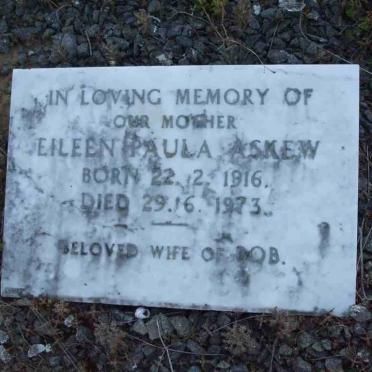 IN LOVING MEMORY OF
OUR MOTHER
EILEEN PAULA ASKEW
BORN 22. 2. 1916.
DIED 29. 6. 1973.
BELOVED WIFE OF BOB.